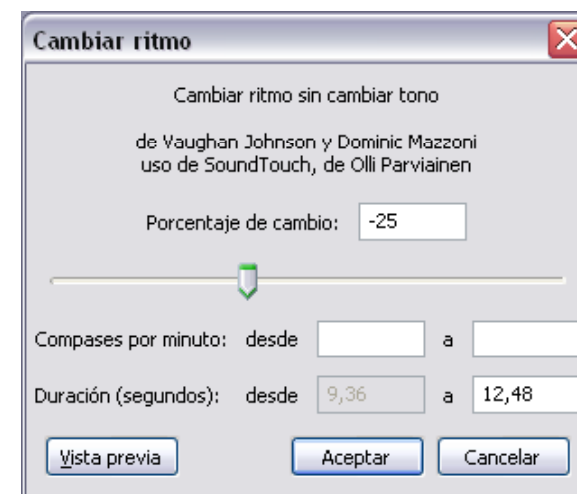 Cambiar ritmo
Cambiar ritmo sin cambiar tono
de Vaughan Johnson y Dominic Mazzoni
uso de SoundTouch, de Olli Parviainen
Porcentaje de cambio: -25
Compases por minuto: desde a
Duración (segundos): desde 9,36 a 12,48
Vista previa Aceptar Cancelar